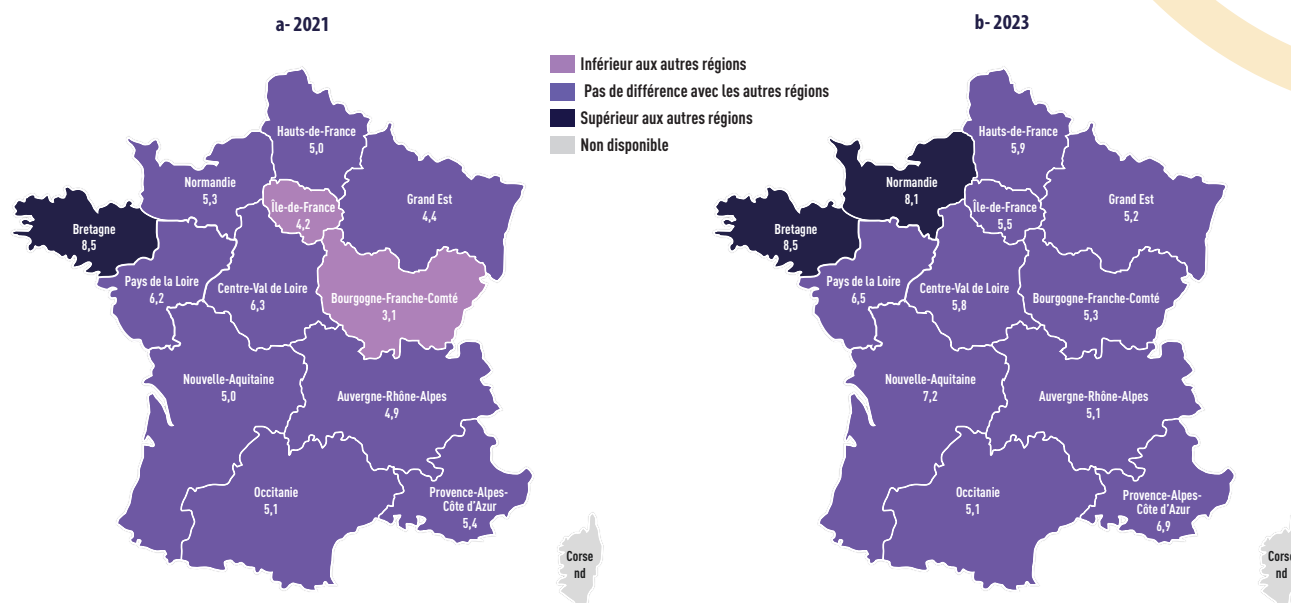 a- 2021
Hauts-de-France
5,0
Normandie
5,3
Île-de-France
4,2
Grand Est
4,4
Bretagne
8,5
Pays de la Loire
6,2
Centre-Val de Loire
6,3
Bourgogne-Franche-Comté
3,1
Nouvelle-Aquitaine
5,0
Auvergne-Rhône-Alpes
4,9
Occitanie
5,1
Provence-Alpes-
Côte d'Azur
5,4
Corse
nd
Inférieur aux autres régions
Pas de différence avec les autres régions
Supérieur aux autres régions
Non disponible
b- 2023
Hauts-de-France
5,9
Normandie
8,1
Île-de-France
5,5
Grand Est
5,2
Bretagne
8,5
Pays de la Loire
6,5
Centre-Val de Loire
5,8
Bourgogne-Franche-Comté
5,3
Nouvelle-Aquitaine
7,2
Auvergne-Rhône-Alpes
5,1
Occitanie
5,1
Provence-Alpes-
Côte d'Azur
6,9
Corse
nd